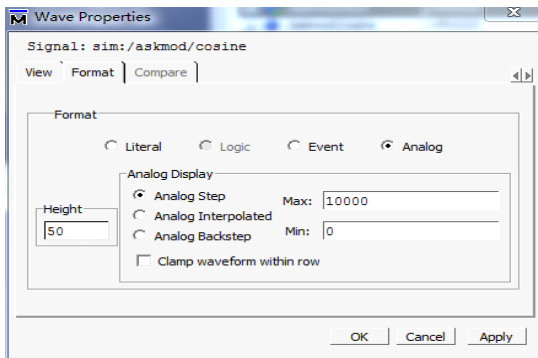 Wave Properties
Signal: sim:/askmod/cosine
View Format Compare
Format
Literal Logic Event Analog
Analog Display
Analog Step
Max: 10000
Height
50
Analog Interpolated
Min: 0
Analog Backstep
Clamp waveform within row
OK Cancel Apply